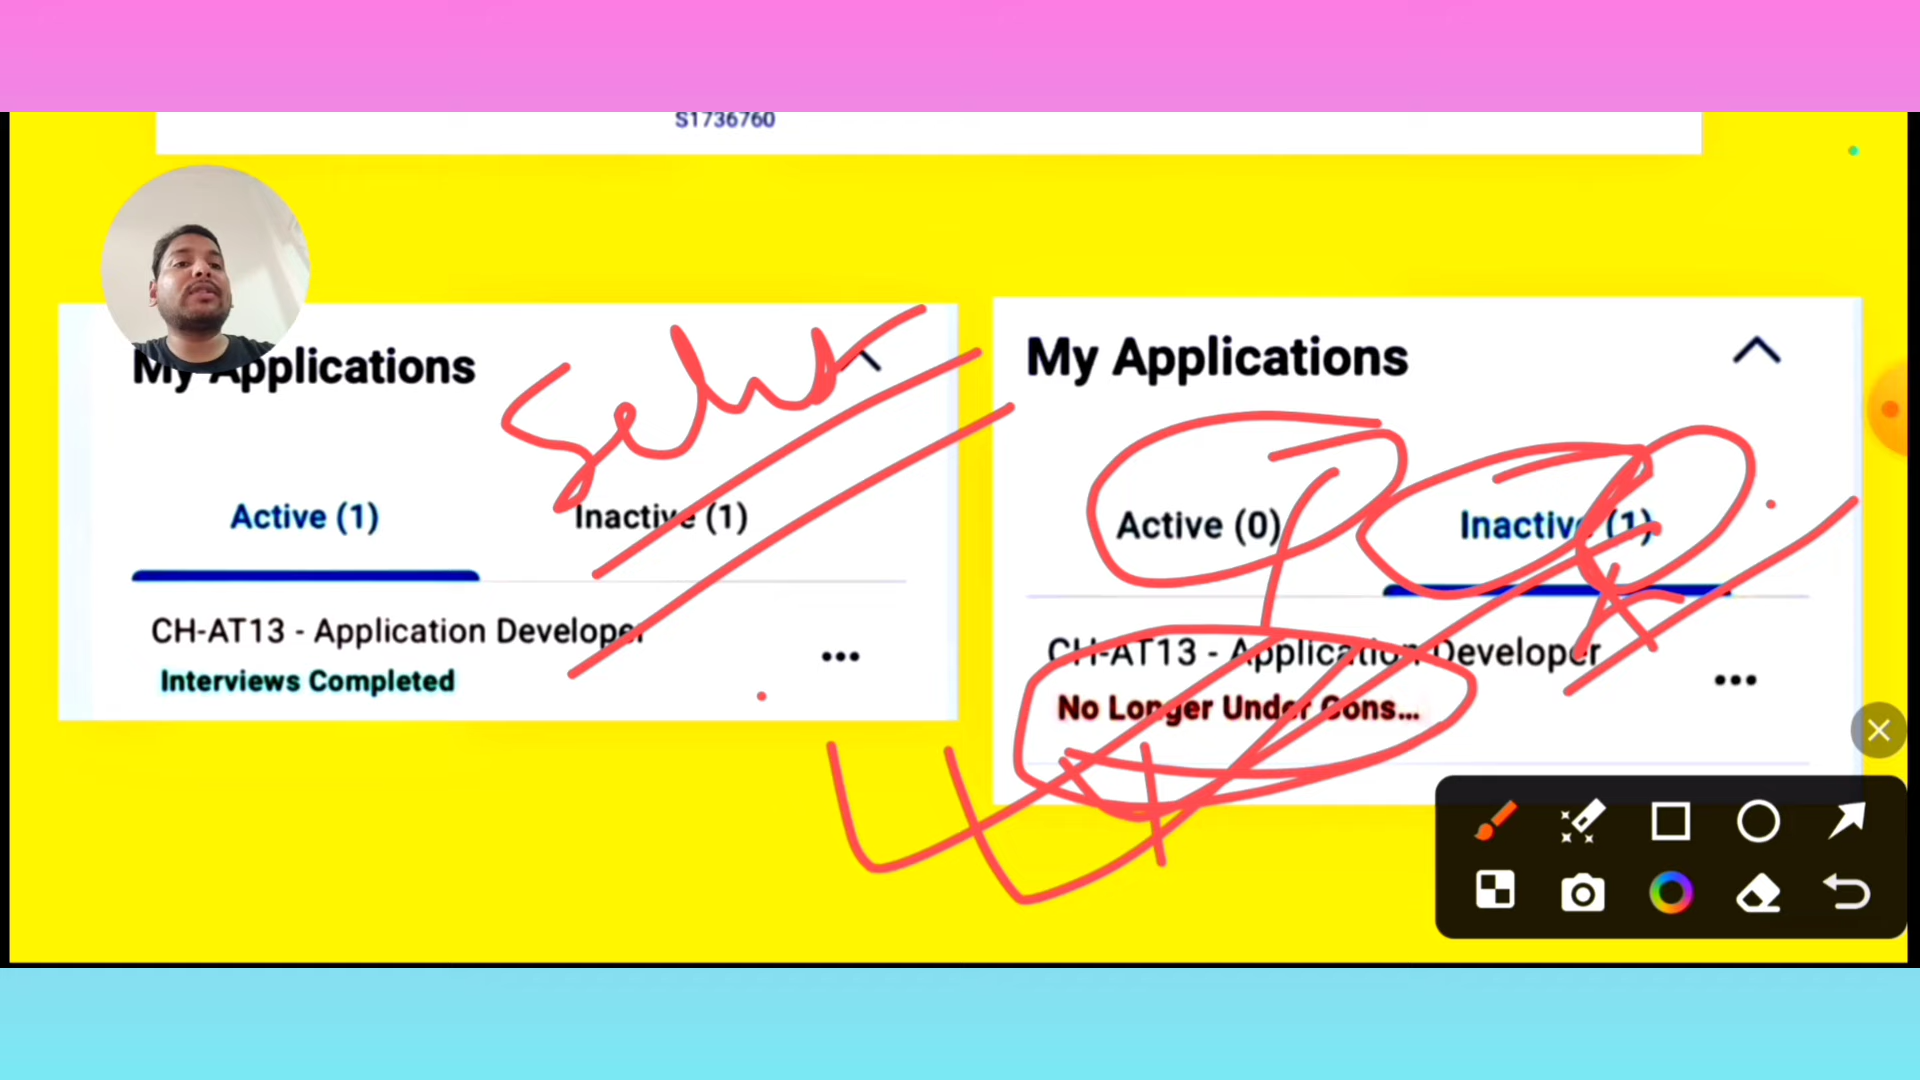 S1736760
My Applications
Active (1)
Inactive (1)
CH-AT13 - Application Developer
Interviews Completed
My Applications
Active (0)
Inactive (1)
CH-AT13 - Application Developer
No Longer Under Cons...